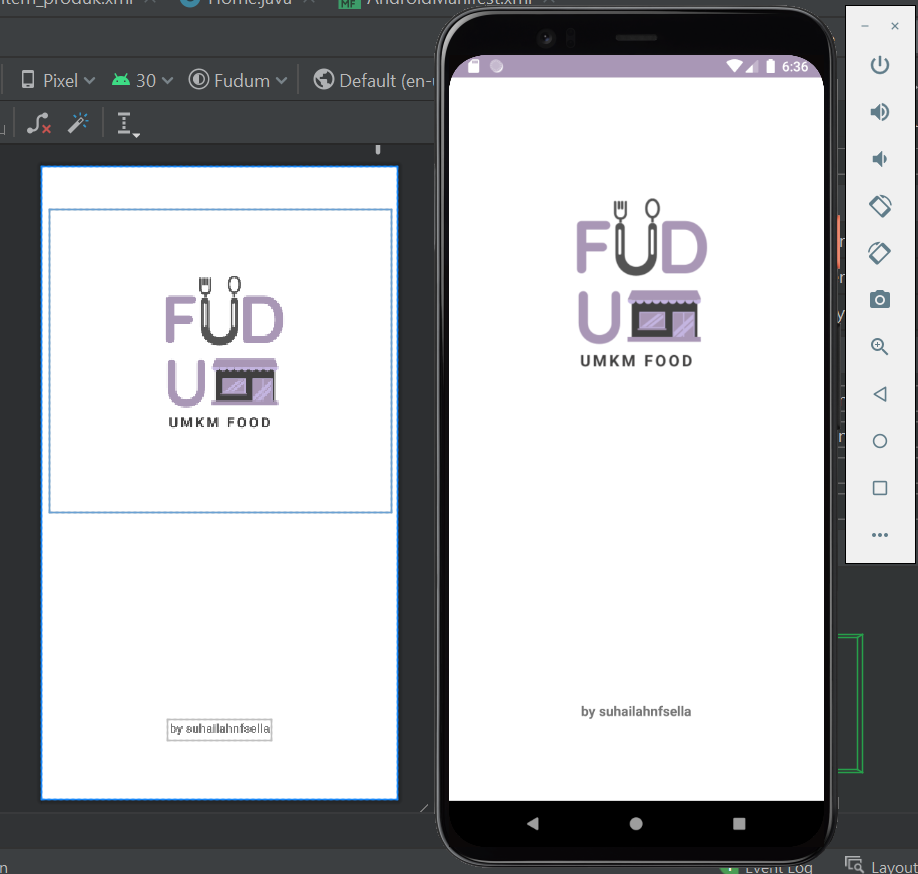 item_produk.xml
Home.java
MF AndroidManifest.xml
Pixel 30 Fudum Default (en-
FUD
U
UMKM FOOD
by suhailahnfsella
6:36
FUD
U
UMKM FOOD
by suhailahnfsella
Event Log Layout